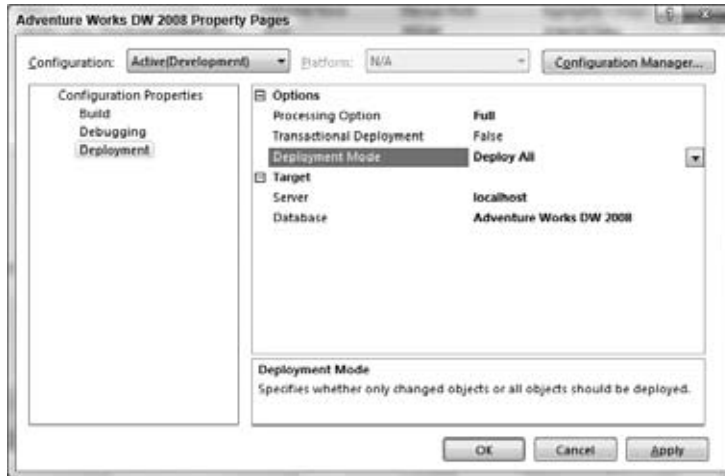 Adventure Works DW 2008 Property Pages
Configuration: Active(Development) Platform: N/A Configuration Manager...
Configuration Properties
Build
Debugging
Deployment
Options
Processing Option Full
Transactional Deployment False
Deployment Mode Deploy All
Target
Server localhost
Database Adventure Works DW 2008
Deployment Mode
Specifies whether only changed objects or all objects should be deployed.
OK Cancel Apply